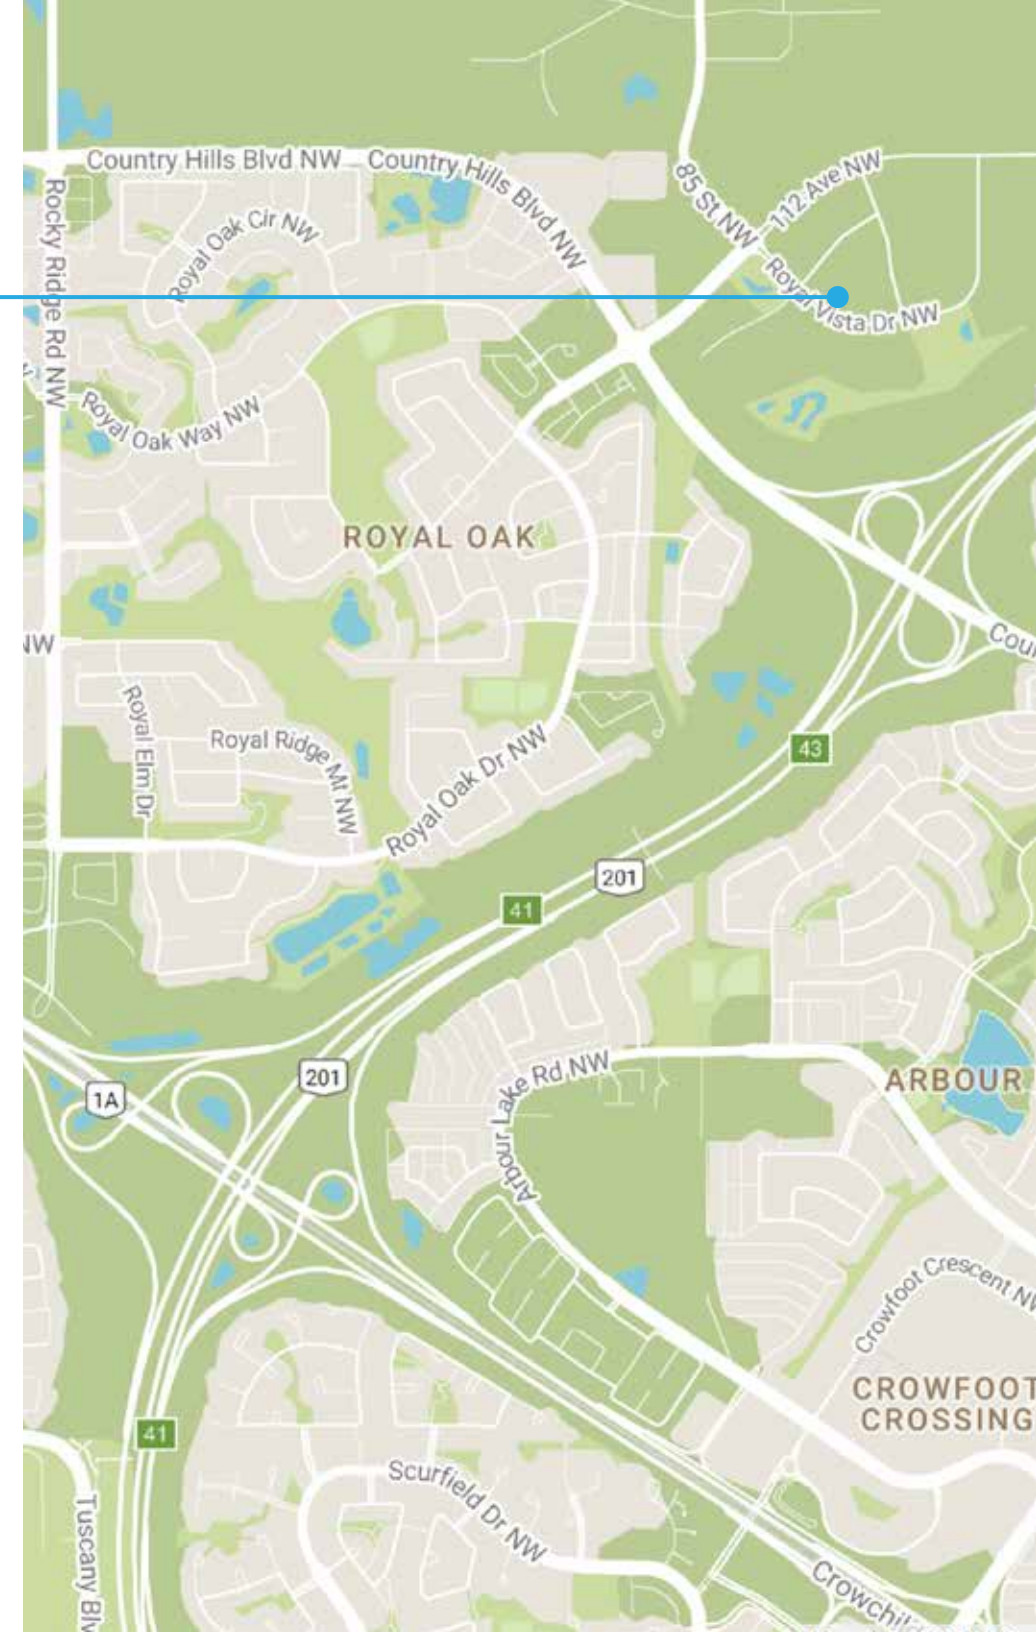 Country Hills Blvd NW
Country Hills Blvd NW
85 St NW
112 Ave NW
Rocky Ridge Rd NW
Royal Oak Cir NW
Royal Vista Dr NW
Royal Oak Way NW
ROYAL OAK
NW
Royal Elm Dr
Royal Ridge Mt NW
Royal Oak Dr NW
43
201
41
201
1A
Arbour Lake Rd NW
ARBOUR
Crowfoot Crescent NW
CROWFOOT
CROSSING
41
Scurfield Dr NW
Tuscany Blv
Crowchil